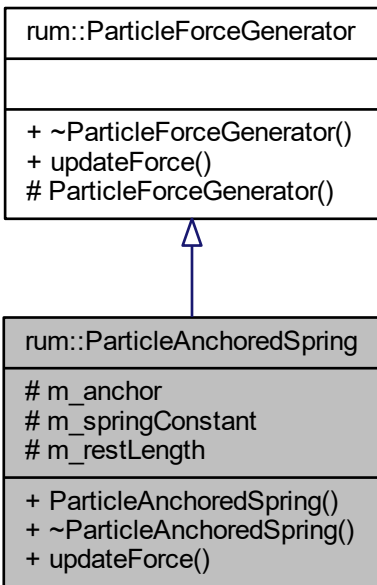 rum::ParticleForceGenerator
+ ~ParticleForceGenerator()
+ updateForce()
# ParticleForceGenerator()
rum::ParticleAnchoredSpring
# m_anchor
# m_springConstant
# m_restLength
+ ParticleAnchoredSpring()
+ ~ParticleAnchoredSpring()
+ updateForce()